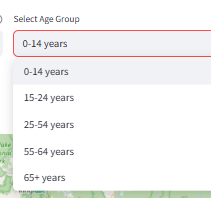 Select Age Group
0-14 years
0-14 years
15-24 years
25-54 years
55-64 years
65+ years